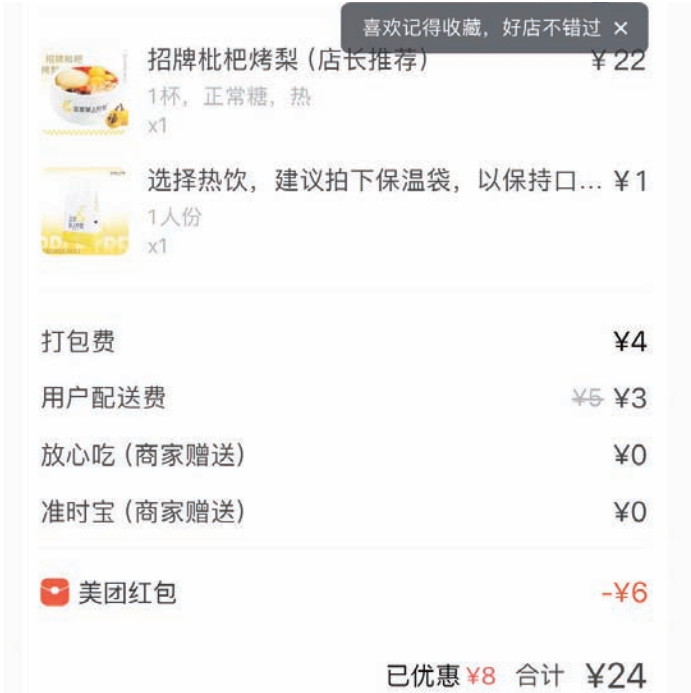 喜欢记得收藏，好店不错过 ×
招牌枇杷烤梨（店长推荐） ¥22
1杯，正常糖，热
x1
选择热饮，建议拍下保温袋，以保持口... ¥1
1人份
x1
打包费 ¥4
用户配送费 ¥5 ¥3
放心吃（商家赠送） ¥0
准时宝（商家赠送） ¥0
美团红包 -¥6
已优惠 ¥8 合计 ¥24